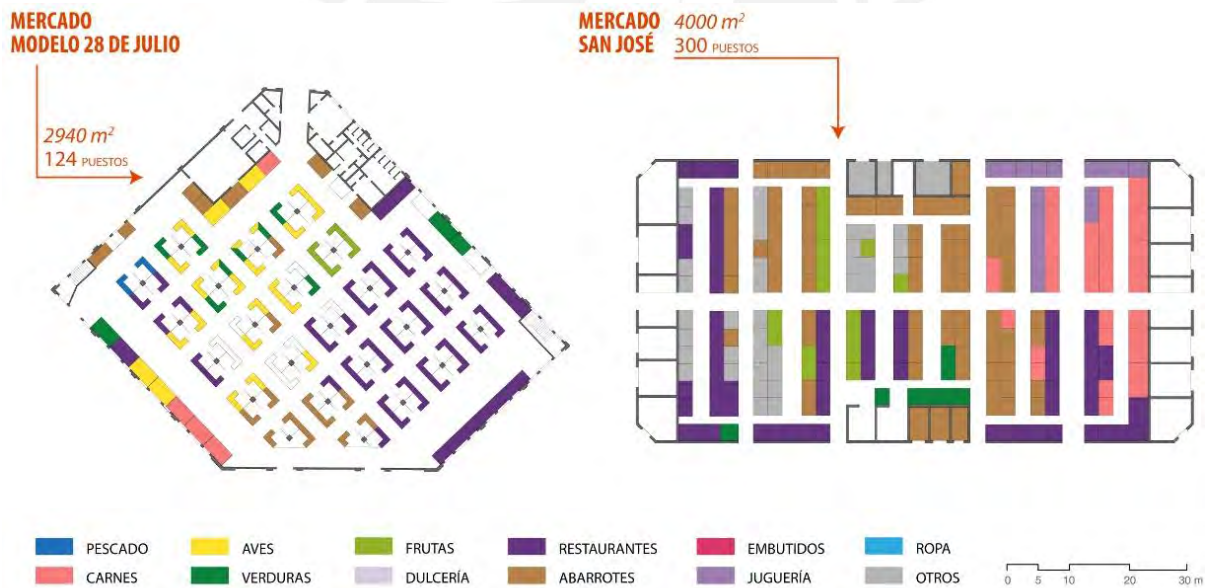 MERCADO
MODELO 28 DE JULIO
2940 m²
124 PUESTOS
MERCADO
SAN JOSÉ
4000 m²
300 PUESTOS
PESCADO
AVES
FRUTAS
RESTAURANTES
EMBUTIDOS
ROPA
CARNES
VERDURAS
DULCERÍA
ABARROTES
JUGUERÍA
OTROS
0 5 10 20 30 m